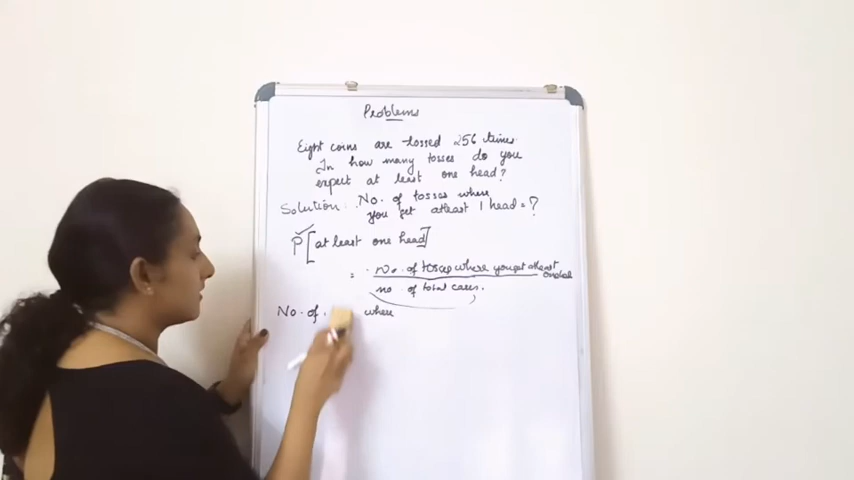 Problems
Eight coins are tossed 256 times.
In how many tosses do you
expect at least one head?
Solution: No. of tosses where
you get atleast 1 head = ?
P[at least one head]
= No. of tosses where you get atleast
one head
no. of total cases.
No. of where